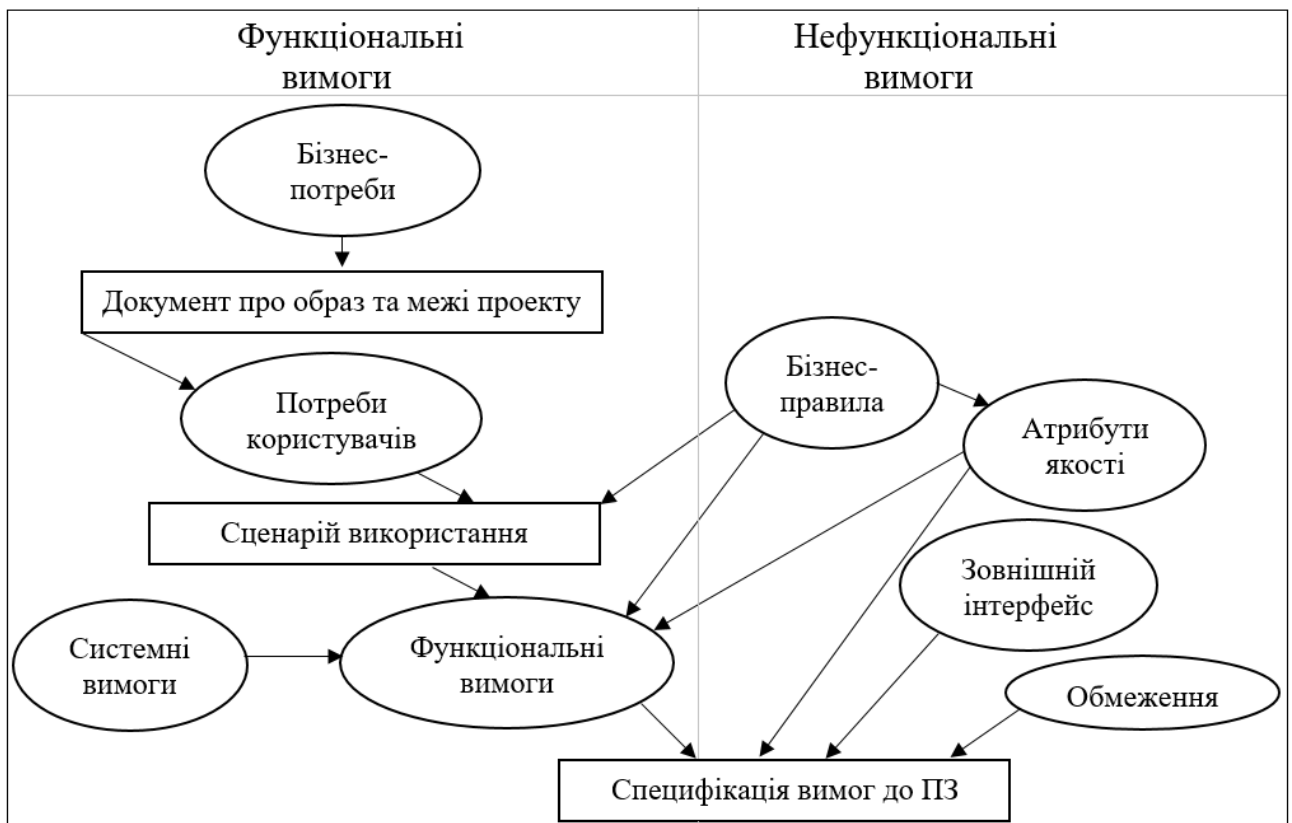 Функціональні
вимоги
Нефункціональні
вимоги
Бізнес-
потреби
Документ про образ та межі проекту
Потреби
користувачів
Бізнес-
правила
Атрибути
якості
Сценарій використання
Зовнішній
інтерфейс
Системні
вимоги
Функціональні
вимоги
Обмеження
Специфікація вимог до ПЗ